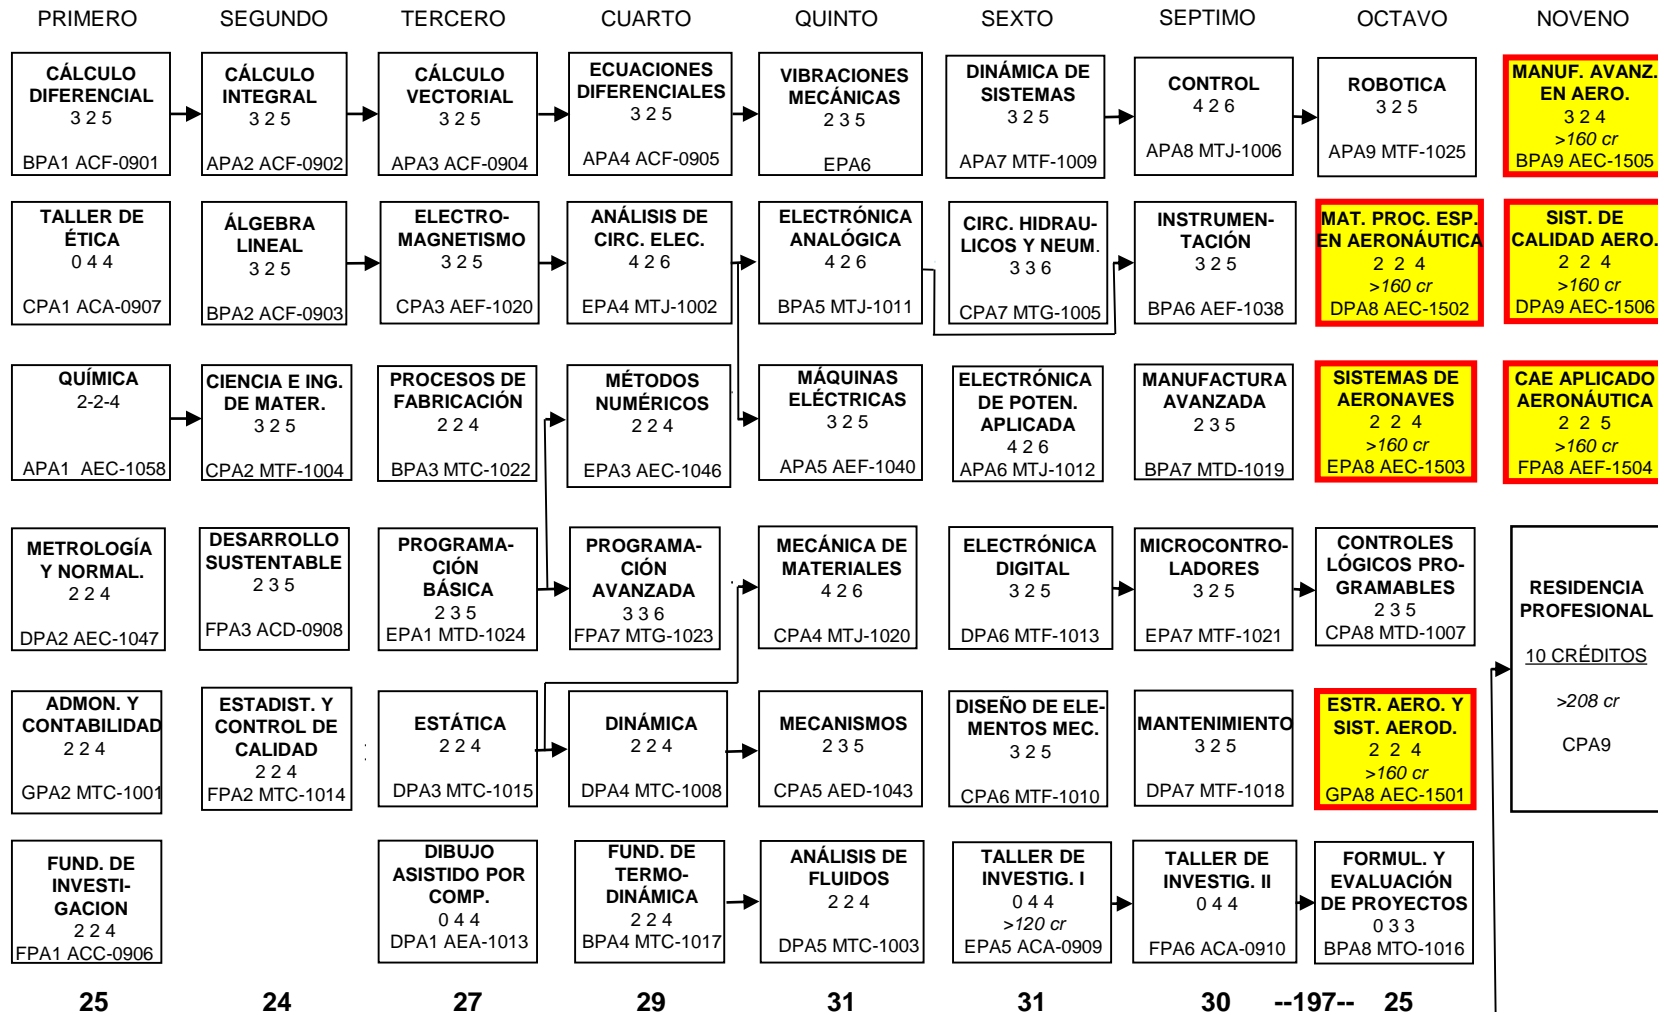 PRIMERO
SEGUNDO
TERCERO
CUARTO
QUINTO
SEXTO
SEPTIMO
OCTAVO
NOVENO
CÁLCULO
DIFERENCIAL
3 2 5
BPA1 ACF-0901
CÁLCULO
INTEGRAL
3 2 5
APA2 ACF-0902
CÁLCULO
VECTORIAL
3 2 5
APA3 ACF-0904
ECUACIONES
DIFERENCIALES
3 2 5
APA4 ACF-0905
VIBRACIONES
MECÁNICAS
2 3 5
EPA6
DINÁMICA DE
SISTEMAS
3 2 5
APA7 MTF-1009
CONTROL
4 2 6
APA8 MTJ-1006
ROBOTICA
3 2 5
APA9 MTF-1025
MANUF. AVANZ.
EN AERO.
3 2 4
>160 cr
BPA9 AEC-1505
TALLER DE
ÉTICA
0 4 4
CPA1 ACA-0907
ÁLGEBRA
LINEAL
3 2 5
BPA2 ACF-0903
ELECTRO-
MAGNETISMO
3 2 5
CPA3 AEF-1020
ANÁLISIS DE
CIRC. ELEC.
4 2 6
EPA4 MTJ-1002
ELECTRÓNICA
ANALÓGICA
4 2 6
BPA5 MTJ-1011
CIRC. HIDRAU-
LICOS Y NEUM.
3 3 6
CPA7 MTG-1005
INSTRUMEN-
TACIÓN
3 2 5
BPA6 AEF-1038
MAT. PROC. ESP.
EN AERONÁUTICA
2 2 4
>160 cr
DPA8 AEC-1502
SIST. DE
CALIDAD AERO.
2 2 4
>160 cr
DPA9 AEC-1506
QUÍMICA
2-2-4
APA1 AEC-1058
CIENCIA E ING.
DE MATER.
3 2 5
CPA2 MTF-1004
PROCESOS DE
FABRICACIÓN
2 2 4
BPA3 MTC-1022
MÉTODOS
NUMÉRICOS
2 2 4
EPA3 AEC-1046
MÁQUINAS
ELÉCTRICAS
3 2 5
APA5 AEF-1040
ELECTRÓNICA
DE POTEN.
APLICADA
4 2 6
APA6 MTJ-1012
MANUFACTURA
AVANZADA
2 3 5
BPA7 MTD-1019
SISTEMAS DE
AERONAVES
2 2 4
>160 cr
EPA8 AEC-1503
CAE APLICADO
AERONÁUTICA
2 2 5
>160 cr
FPA8 AEF-1504
METROLOGÍA
Y NORMAL.
2 2 4
DPA2 AEC-1047
DESARROLLO
SUSTENTABLE
2 3 5
FPA3 ACD-0908
PROGRAMA-
CIÓN
BÁSICA
2 3 5
EPA1 MTD-1024
PROGRAMA-
CIÓN
AVANZADA
3 3 6
FPA7 MTG-1023
MECÁNICA DE
MATERIALES
4 2 6
CPA4 MTJ-1020
ELECTRÓNICA
DIGITAL
3 2 5
DPA6 MTF-1013
MICROCONTRO-
LADORES
3 2 5
EPA7 MTF-1021
CONTROLES
LÓGICOS PRO-
GRAMABLES
2 3 5
CPA8 MTD-1007
RESIDENCIA
PROFESIONAL
10 CRÉDITOS
>208 cr
CPA9
ADMON. Y
CONTABILIDAD
2 2 4
GPA2 MTC-1001
ESTADIST. Y
CONTROL DE
CALIDAD
2 2 4
FPA2 MTC-1014
ESTÁTICA
2 2 4
DPA3 MTC-1015
DINÁMICA
2 2 4
DPA4 MTC-1008
MECANISMOS
2 3 5
CPA5 AED-1043
DISEÑO DE ELE-
MENTOS MEC.
3 2 5
CPA6 MTF-1010
MANTENIMIENTO
3 2 5
DPA7 MTF-1018
ESTR. AERO. Y
SIST. AEROD.
2 2 4
>160 cr
GPA8 AEC-1501
FUND. DE
INVESTI-
GACION
2 2 4
FPA1 ACC-0906
DIBUJO
ASISTIDO POR
COMP.
0 4 4
DPA1 AEA-1013
FUND. DE
TERMO-
DINÁMICA
2 2 4
BPA4 MTC-1017
ANÁLISIS DE
FLUIDOS
2 2 4
DPA5 MTC-1003
TALLER DE
INVESTIG. I
0 4 4
>120 cr
EPA5 ACA-0909
TALLER DE
INVESTIG. II
0 4 4
FPA6 ACA-0910
FORMUL. Y
EVALUACIÓN
DE PROYECTOS
0 3 3
BPA8 MTO-1016
25
24
27
29
31
31
30
--197--
25